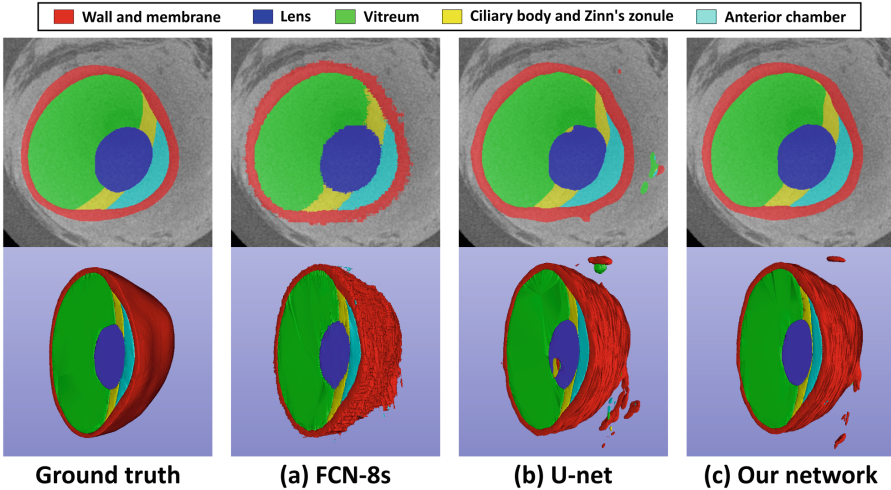 Wall and membrane Lens Vitreum Ciliary body and Zinn's zonule Anterior chamber
Ground truth (a) FCN-8s (b) U-net (c) Our network